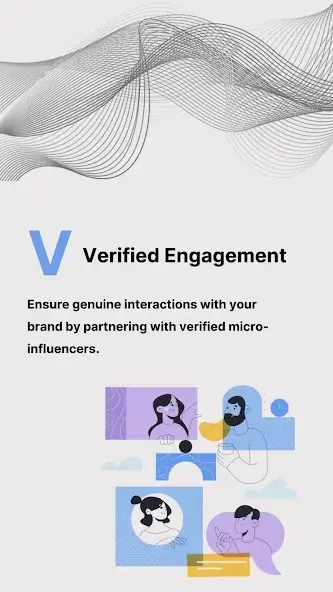 V Verified Engagement
Ensure genuine interactions with your
brand by partnering with verified micro-
influencers.